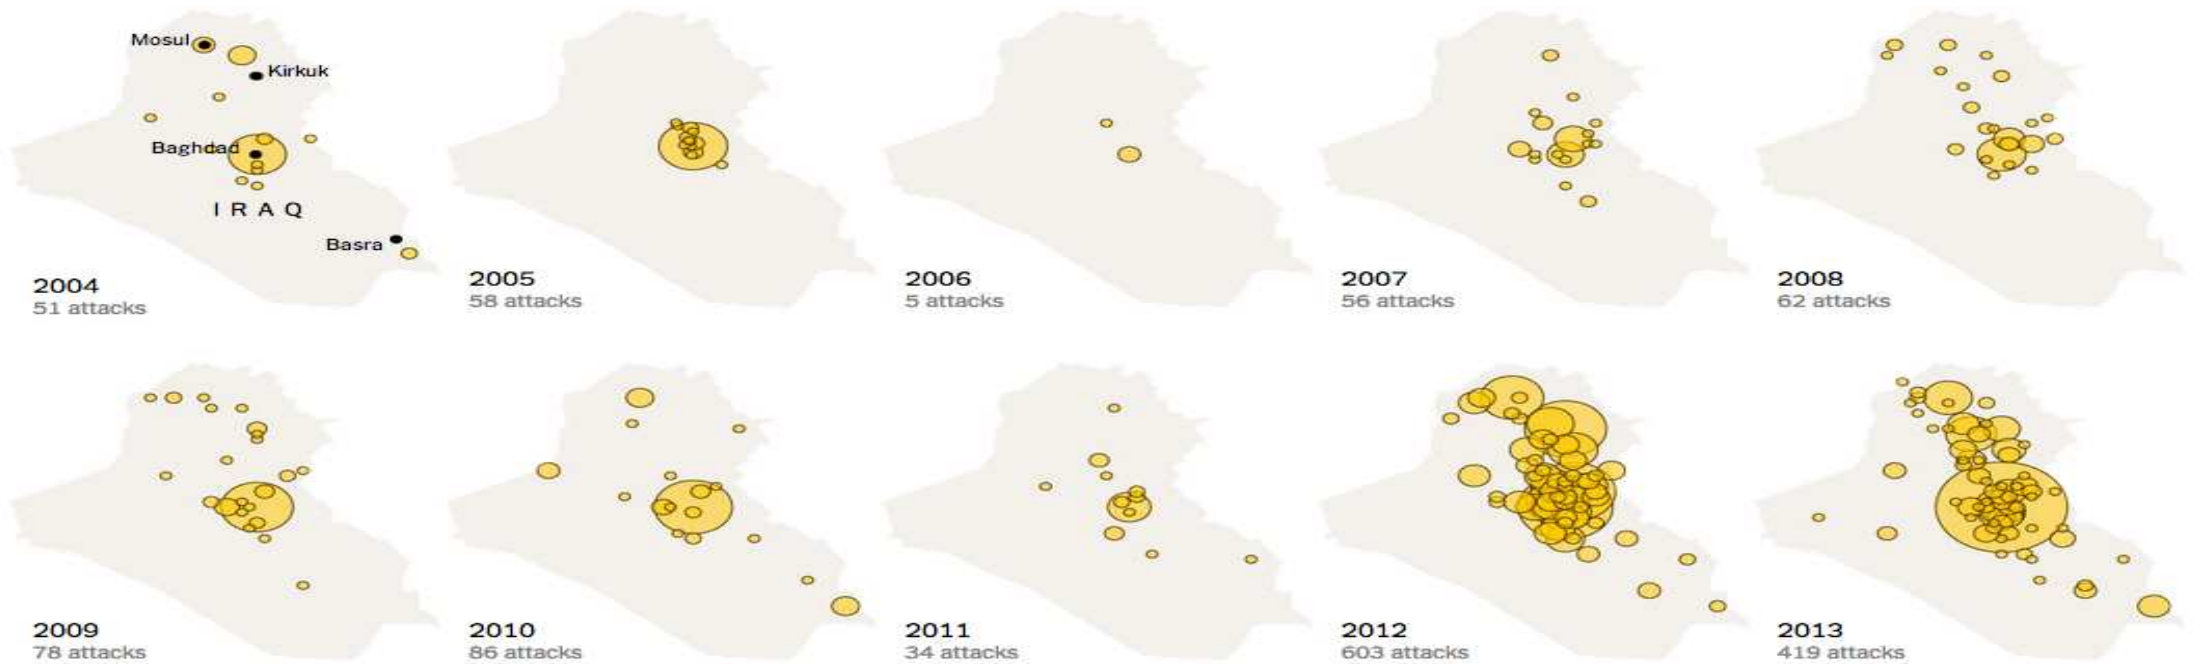 Mosul
Kirkuk
Baghdad
IRAQ
Basra
2004
51 attacks
2005
58 attacks
2006
5 attacks
2007
56 attacks
2008
62 attacks
2009
78 attacks
2010
86 attacks
2011
34 attacks
2012
603 attacks
2013
419 attacks